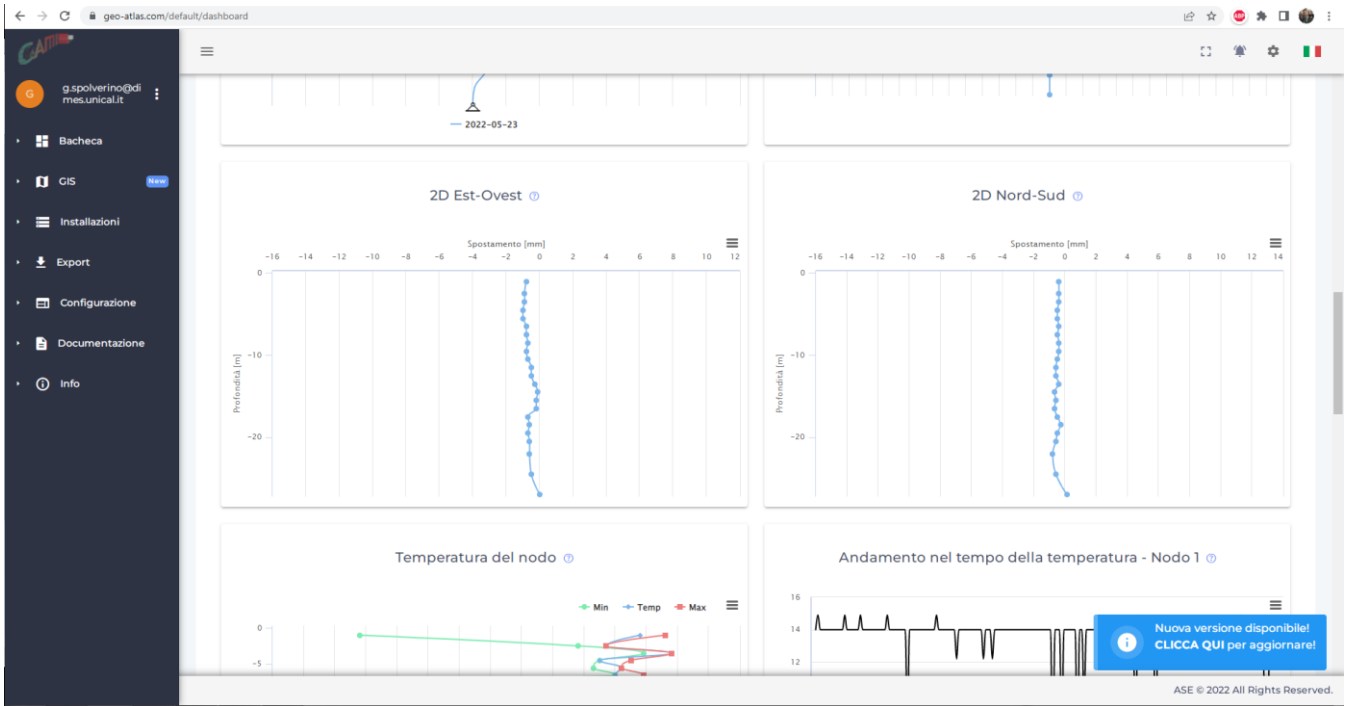 geo-atlas.com/default/dashboard
ABP
GAM
G
g.spolverino@di
mes.unical.it
Bacheca
GIS
New
Installazioni
Export
Configurazione
Documentazione
Info
2022-05-23
2D Est-Ovest
Spostamento [mm]
-16 -14 -12 -10 -8 -6 -4 -2 0 2 4 6 8 10 12
0
-10
-20
Profondità [m]
2D Nord-Sud
Spostamento [mm]
-16 -14 -12 -10 -8 -6 -4 -2 0 2 4 6 8 10 12 14
0
-10
-20
Profondità [m]
Temperatura del nodo
Min Temp Max
0
-5
Andamento nel tempo della temperatura - Nodo 1
16
14
12
Nuova versione disponibile!
CLICCA QUI per aggiornare!
ASE © 2022 All Rights Reserved.